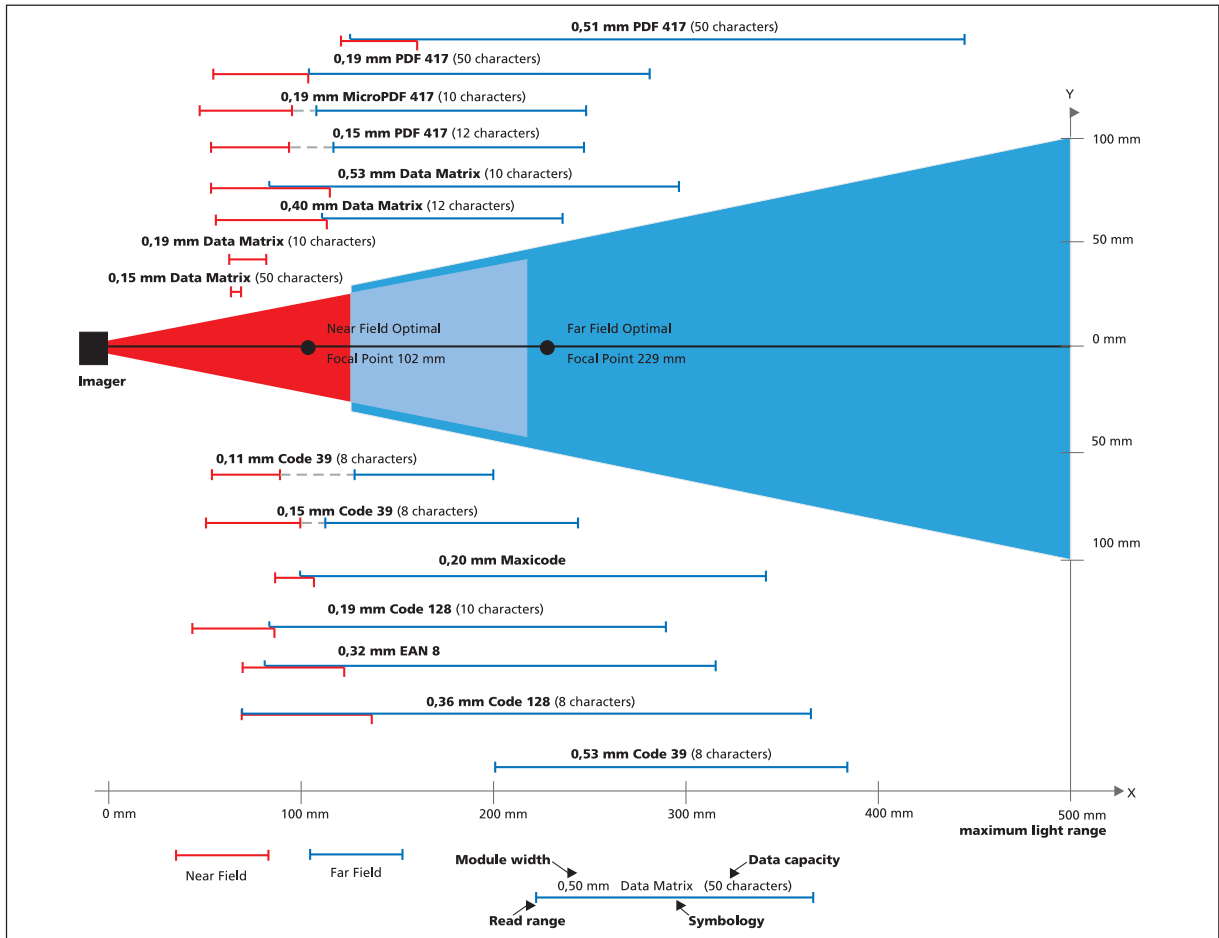 0,51 mm PDF 417 (50 characters)
0,19 mm PDF 417 (50 characters)
0,19 mm MicroPDF 417 (10 characters)
0,15 mm PDF 417 (12 characters)
0,53 mm Data Matrix (10 characters)
0,40 mm Data Matrix (12 characters)
0,19 mm Data Matrix (10 characters)
0,15 mm Data Matrix (50 characters)
Y
100 mm
50 mm
0 mm
50 mm
100 mm
Near Field Optimal
Focal Point 102 mm
Far Field Optimal
Focal Point 229 mm
Imager
0,11 mm Code 39 (8 characters)
0,15 mm Code 39 (8 characters)
0,20 mm Maxicode
0,19 mm Code 128 (10 characters)
0,32 mm EAN 8
0,36 mm Code 128 (8 characters)
0,53 mm Code 39 (8 characters)
X
0 mm
100 mm
200 mm
300 mm
400 mm
500 mm
maximum light range
Near Field
Far Field
Module width
Data capacity
0,50 mm Data Matrix (50 characters)
Read range
Symbology